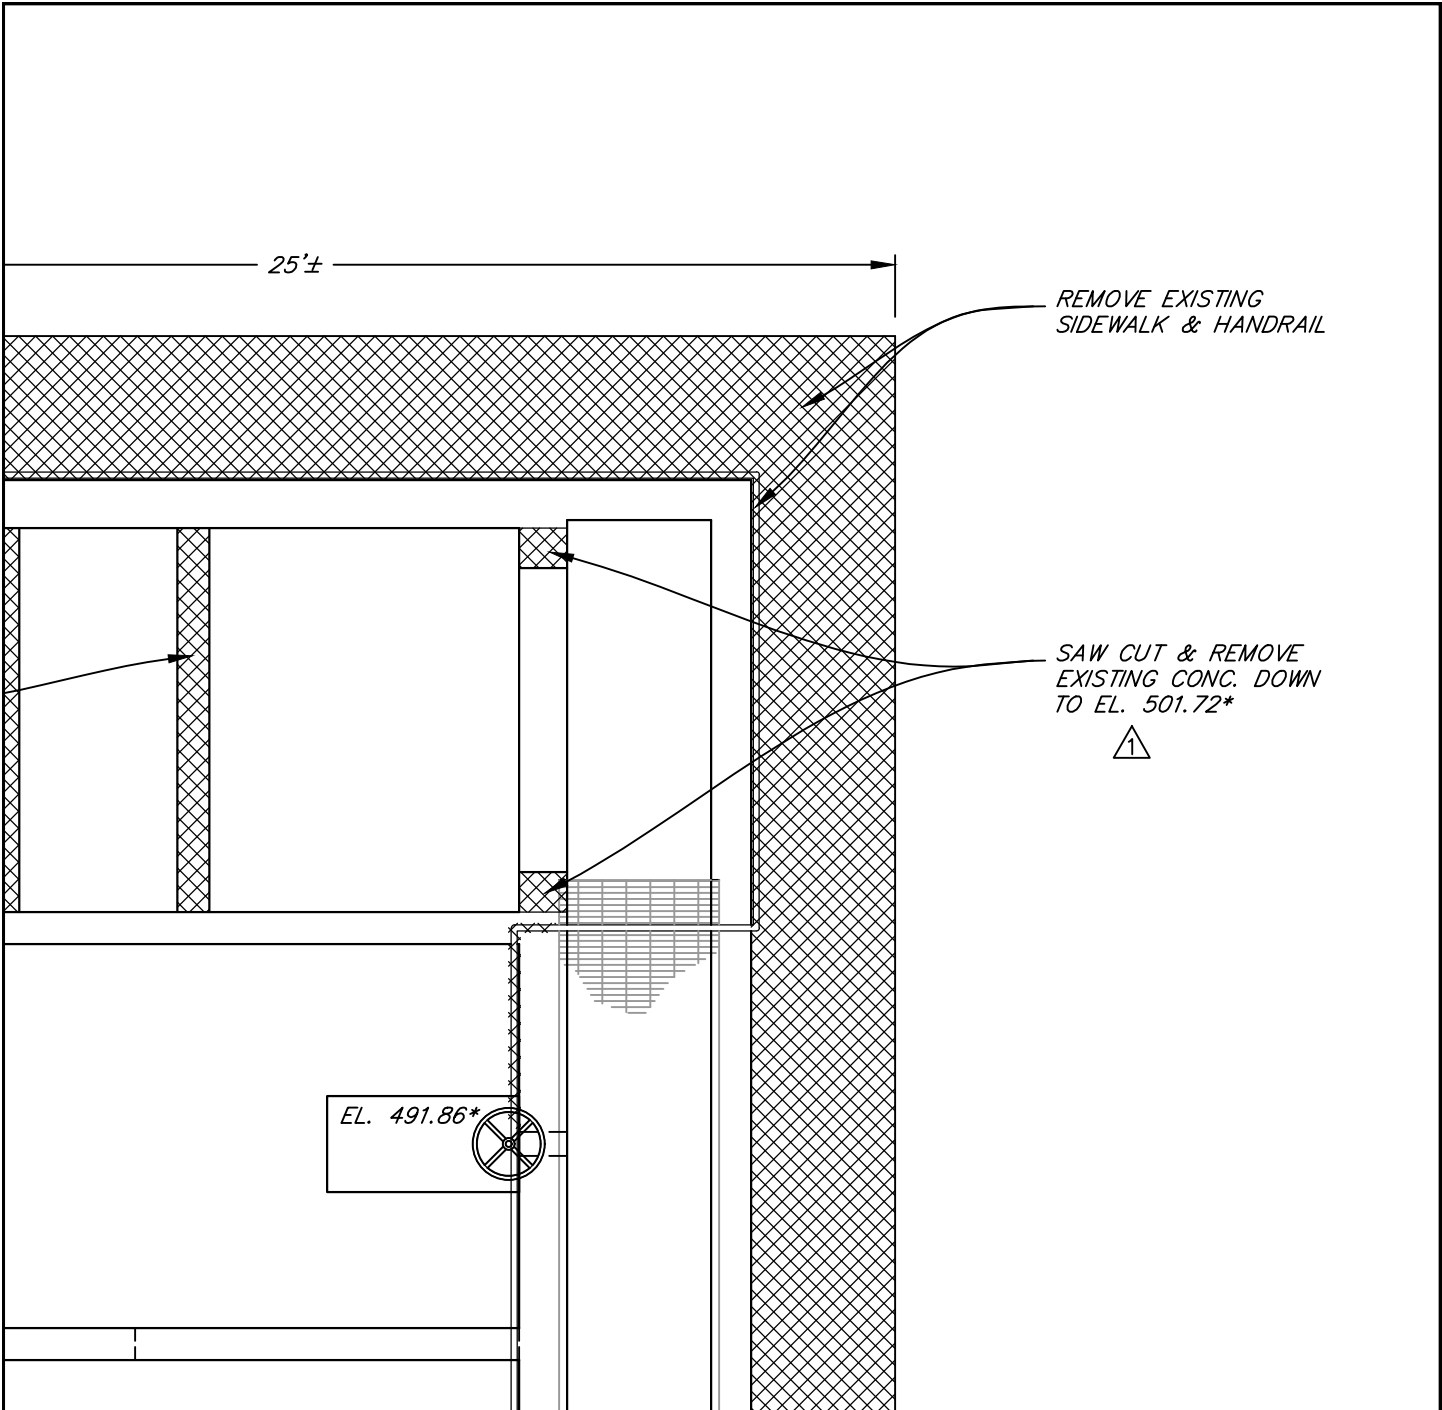 25'±
REMOVE EXISTING
SIDEWALK & HANDRAIL
SAW CUT & REMOVE
EXISTING CONC. DOWN
TO EL. 501.72*
1
EL. 491.86*